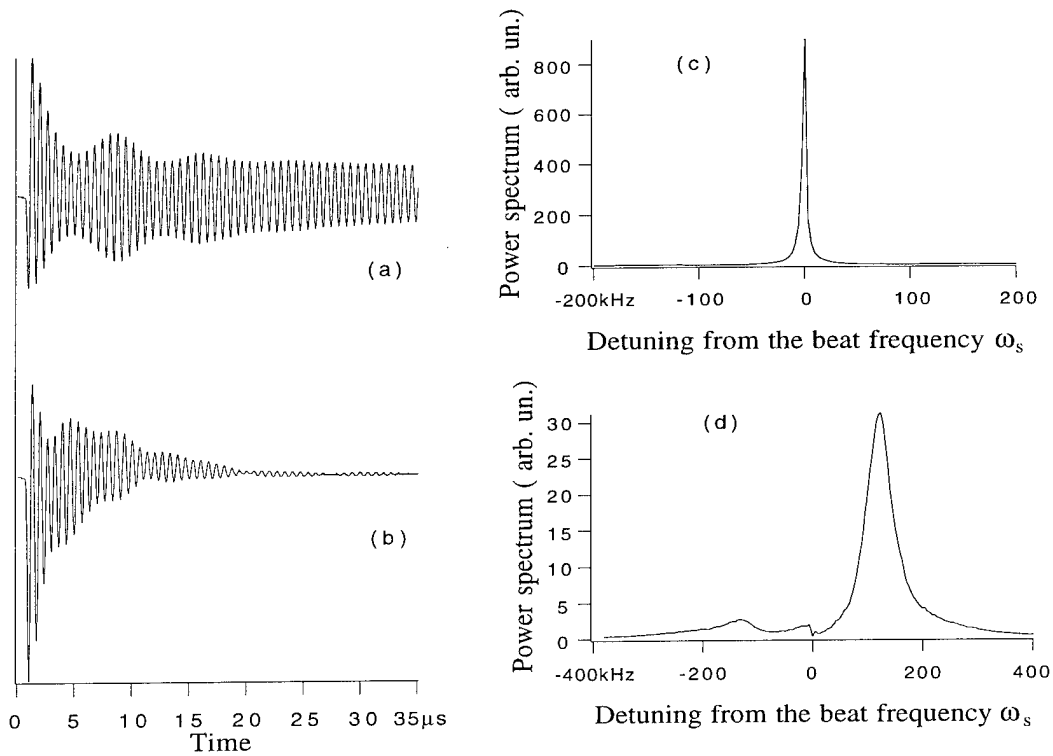 (a)
(b)
0 5 10 15 20 25 30 35µs
Time
Power spectrum ( arb. un.)
(c)
800
600
400
200
0
-200kHz -100 0 100 200
Detuning from the beat frequency ωs
Power spectrum ( arb. un.)
(d)
30
25
20
15
10
5
0
-400kHz -200 0 200 400
Detuning from the beat frequency ωs